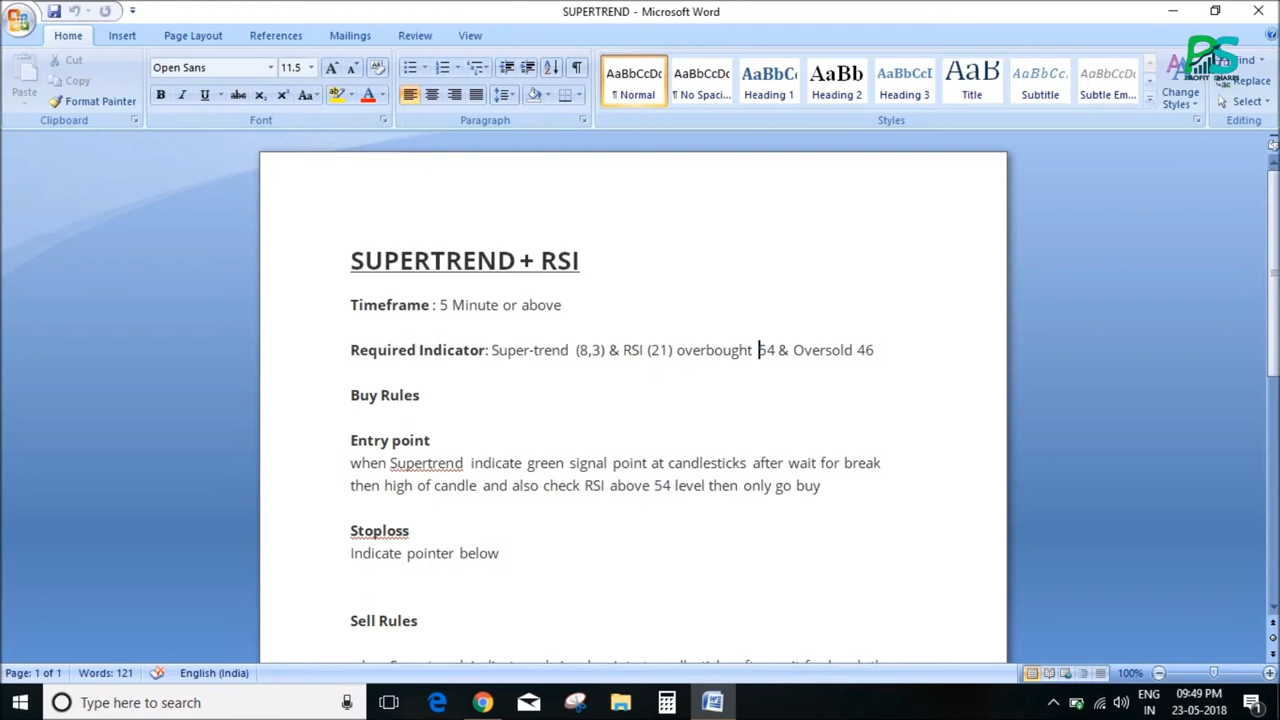 SUPERTREND - Microsoft Word
Home Insert Page Layout References Mailings Review View
Cut
Copy
Paste
Format Painter
Clipboard
Open Sans 11.5
Font
Paragraph
AaBbCcDc AaBbCcDc AaBbC AaBb AaBbCcI AaB AaBbCc. AaBbCcDc
¶ Normal ¶ No Spaci... Heading 1 Heading 2 Heading 3 Title Subtitle Subtle Em...
Styles
Change Styles
PS
PROFIT SHARES
Replace
Select
Editing
SUPERTREND + RSI
Timeframe : 5 Minute or above
Required Indicator: Super-trend (8,3) & RSI (21) overbought 54 & Oversold 46
Buy Rules
Entry point
when Supertrend indicate green signal point at candlesticks after wait for break
then high of candle and also check RSI above 54 level then only go buy
Stoploss
Indicate pointer below
Sell Rules
Page: 1 of 1 Words: 121 English (India) 100%
Type here to search
ENG
IN
09:49 PM
23-05-2018